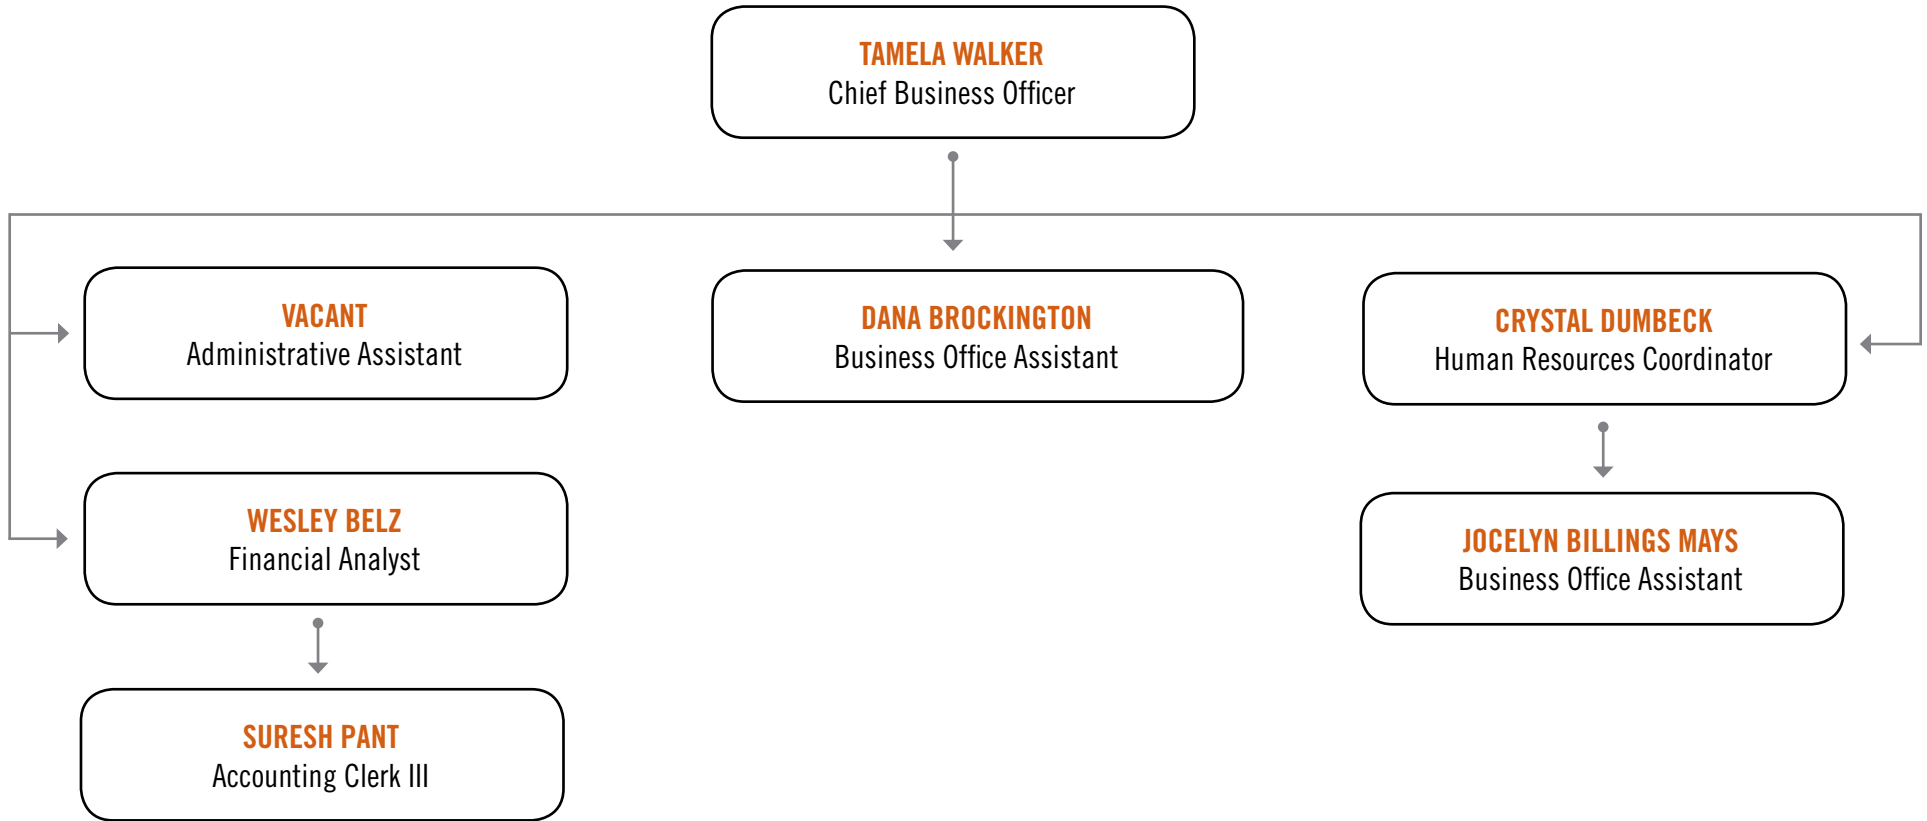 TAMELA WALKER
Chief Business Officer
VACANT
Administrative Assistant
DANA BROCKINGTON
Business Office Assistant
CRYSTAL DUMBECK
Human Resources Coordinator
WESLEY BELZ
Financial Analyst
JOCELYN BILLINGS MAYS
Business Office Assistant
SURESH PANT
Accounting Clerk III